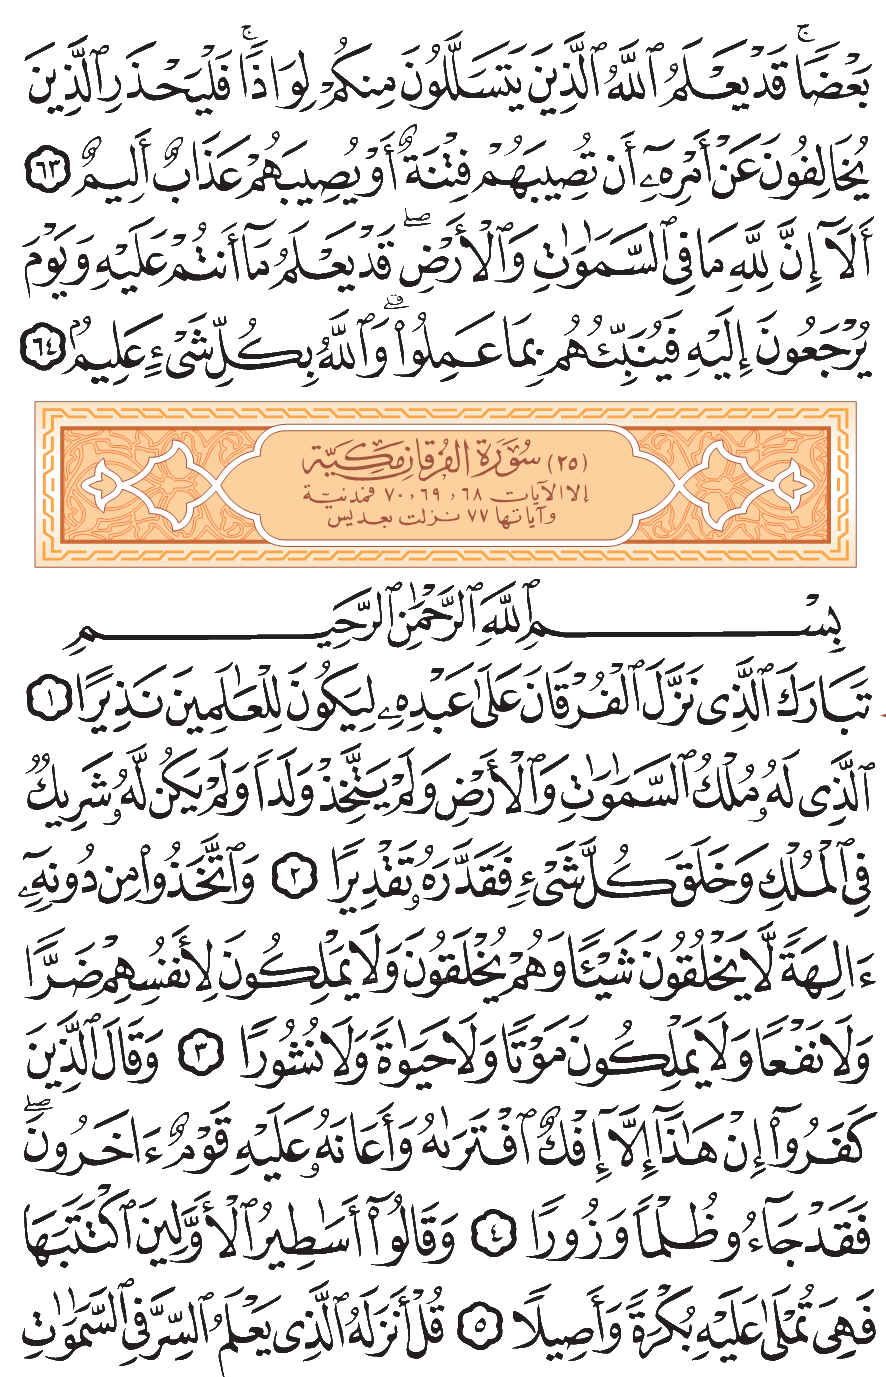 بَعۡضࣰاۚ قَدۡ يَعۡلَمُ ٱللَّهُ ٱلَّذِينَ يَتَسَلَّلُونَ مِنكُمۡ لِوَاذࣰاۚ فَلۡيَحۡذَرِ ٱلَّذِينَ
يُخَالِفُونَ عَنۡ أَمۡرِهِۦٓ أَن تُصِيبَهُمۡ فِتۡنَةٌ أَوۡ يُصِيبَهُمۡ عَذَابٌ أَلِيمٌ ٦٣
أَلَآ إِنَّ لِلَّهِ مَا فِي ٱلسَّمَٰوَٰتِ وَٱلۡأَرۡضِۖ قَدۡ يَعۡلَمُ مَآ أَنتُمۡ عَلَيۡهِ وَيَوۡمَ
يُرۡجَعُونَ إِلَيۡهِ فَيُنَبِّئُهُم بِمَا عَمِلُواْۗ وَٱللَّهُ بِكُلِّ شَيۡءٍ عَلِيمُۢ ٦٤
(٢٥) سُورَة الفُرقَان مَكيّة
إلا الآيات ٦٨، ٦٩، ٧٠ فمدنيّة
وآياتها ٧٧ نزلت بعد يس
بِسۡمِ ٱللَّهِ ٱلرَّحۡمَٰنِ ٱلرَّحِيمِ
تَبَارَكَ ٱلَّذِي نَزَّلَ ٱلۡفُرۡقَانَ عَلَىٰ عَبۡدِهِۦ لِيَكُونَ لِلۡعَٰلَمِينَ نَذِيرًا ١
ٱلَّذِي لَهُۥ مُلۡكُ ٱلسَّمَٰوَٰتِ وَٱلۡأَرۡضِ وَلَمۡ يَتَّخِذۡ وَلَدࣰا وَلَمۡ يَكُن لَّهُۥ شَرِيكࣱ
فِي ٱلۡمُلۡكِ وَخَلَقَ كُلَّ شَيۡءࣲ فَقَدَّرَهُۥ تَقۡدِيرࣰا ٢ وَٱتَّخَذُواْ مِن دُونِهِۦٓ
ءَالِهَةࣰ لَّا يَخۡلُقُونَ شَيۡـࣰٔا وَهُمۡ يُخۡلَقُونَ وَلَا يَمۡلِكُونَ لِأَنفُسِهِمۡ ضَرࣰّا
وَلَا نَفۡعࣰا وَلَا يَمۡلِكُونَ مَوۡتࣰا وَلَا حَيَوٰةࣰ وَلَا نُشُورࣰا ٣ وَقَالَ ٱلَّذِينَ
كَفَرُوٓاْ إِنۡ هَٰذَآ إِلَّآ إِفۡكٌ ٱفۡتَرَىٰهُ وَأَعَانَهُۥ عَلَيۡهِ قَوۡمٌ ءَاخَرُونَۖ
فَقَدۡ جَآءُو ظُلۡمࣰا وَزُورࣰا ٤ وَقَالُوٓاْ أَسَٰطِيرُ ٱلۡأَوَّلِينَ ٱكۡتَتَبَهَا
فَهِيَ تُمۡلَىٰ عَلَيۡهِ بُكۡرَةࣰ وَأَصِيلࣰا ٥ قُلۡ أَنزَلَهُ ٱلَّذِي يَعۡلَمُ ٱلسِّرَّ فِي ٱلسَّمَٰوَٰتِ